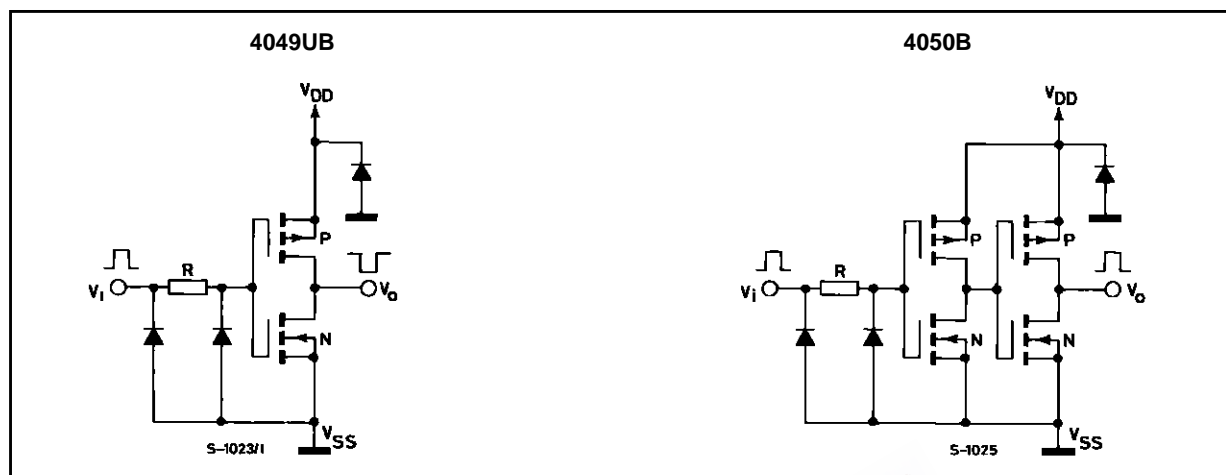 4049UB
VDD
P
R
VI
Vo
N
VSS
S-1023/1
4050B
VDD
P
P
R
Vi
Vo
N
N
VSS
S-1025